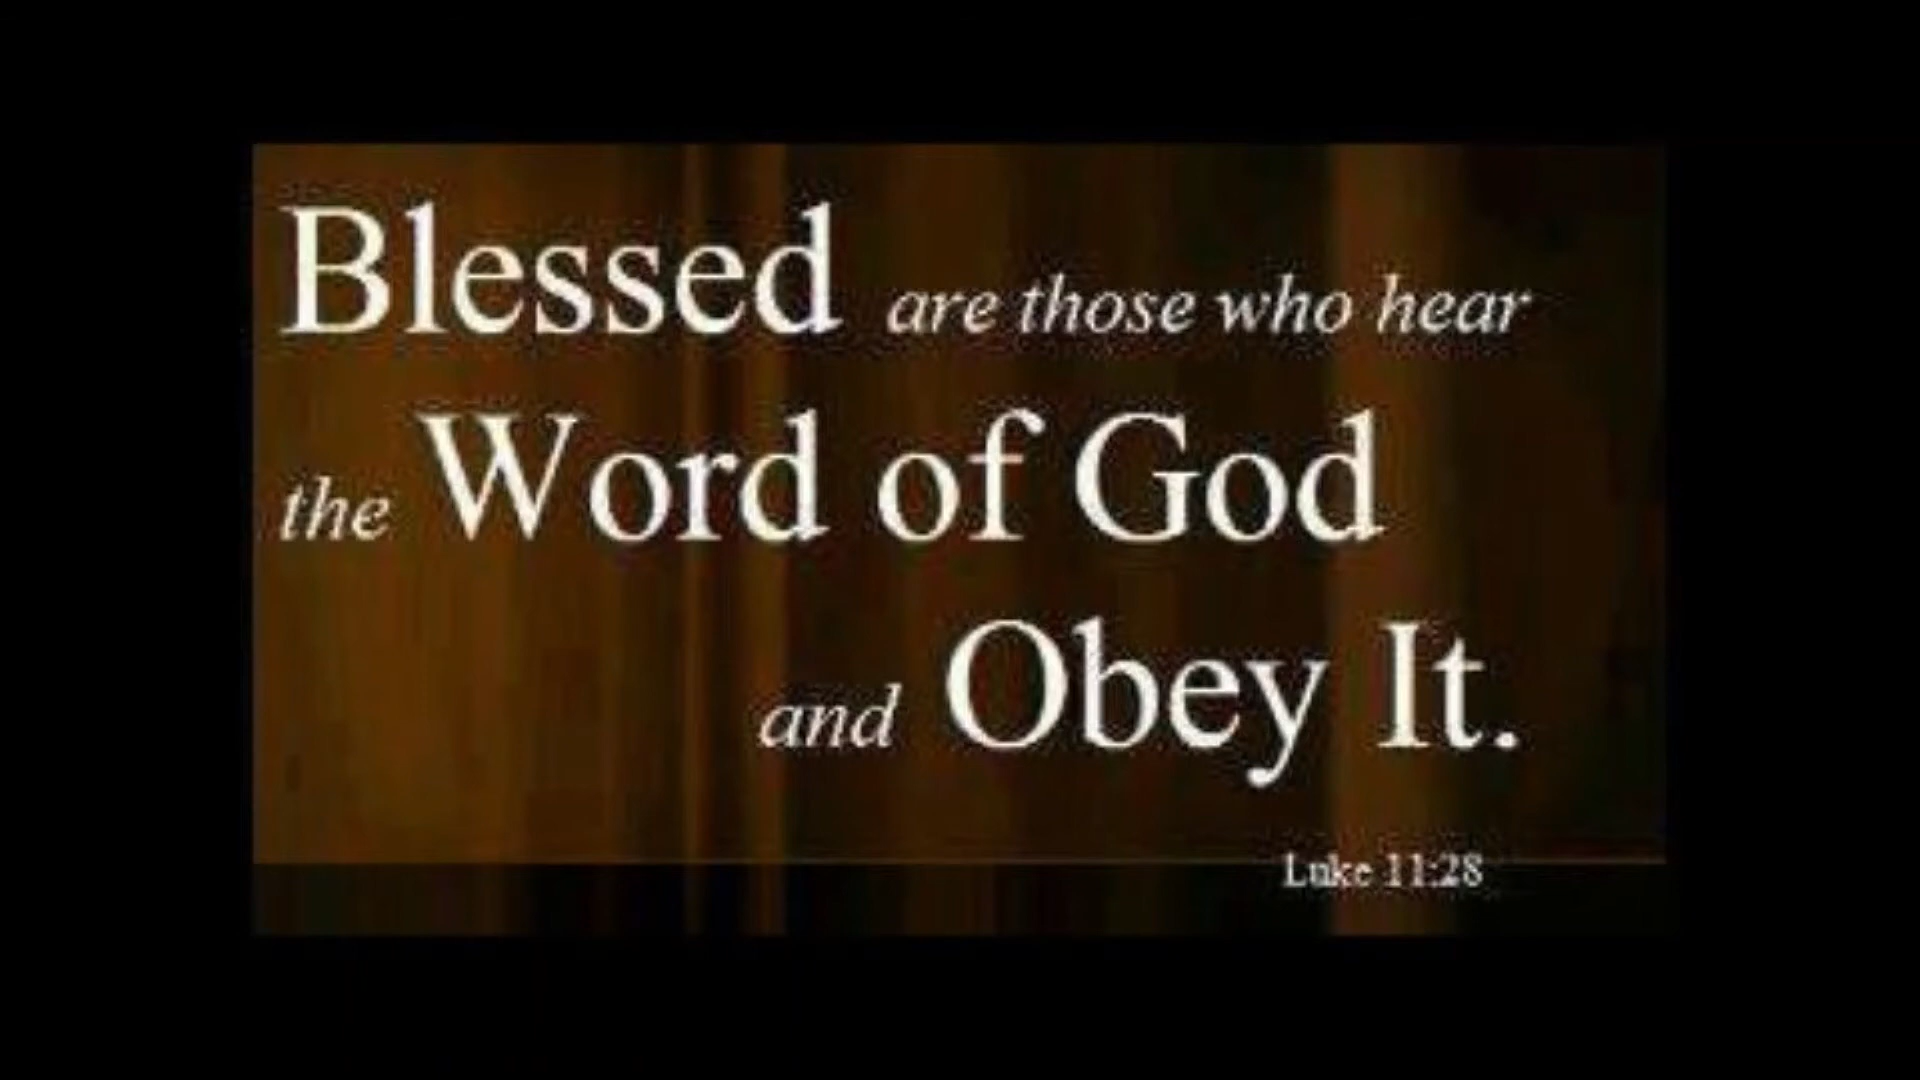 Blessed are those who hear
the Word of God
and Obey It.
Luke 11:28